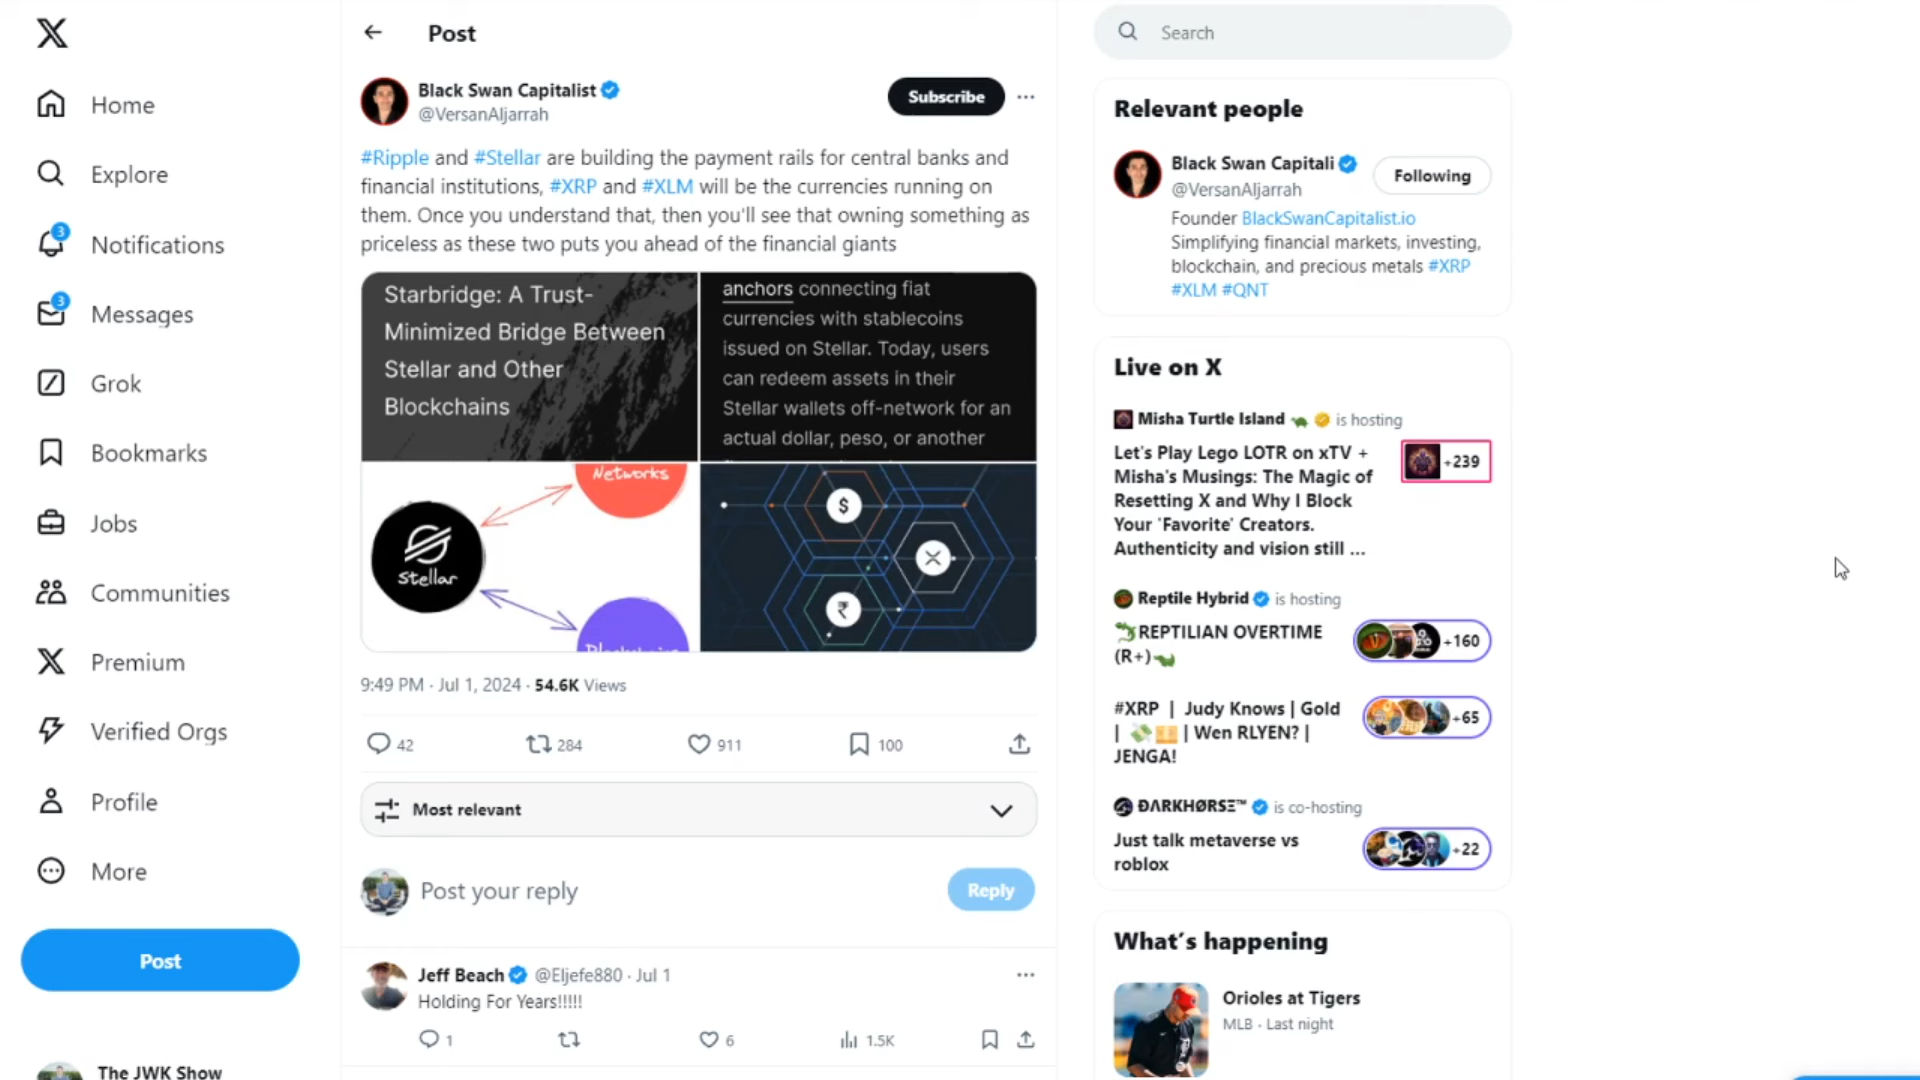 Home
Explore
3
Notifications
3
Messages
Grok
Bookmarks
Jobs
Communities
Premium
Verified Orgs
Profile
More
Post
The JWK Show
Post
Black Swan Capitalist
@VersanAljarrah
Subscribe
#Ripple and #Stellar are building the payment rails for central banks and
financial institutions, #XRP and #XLM will be the currencies running on
them. Once you understand that, then you'll see that owning something as
priceless as these two puts you ahead of the financial giants
Starbridge: A Trust-
Minimized Bridge Between
Stellar and Other
Blockchains
anchors connecting fiat
currencies with stablecoins
issued on Stellar. Today, users
can redeem assets in their
Stellar wallets off-network for an
actual dollar, peso, or another
Networks
Stellar
Blockchains
$
₹
9:49 PM · Jul 1, 2024 · 54.6K Views
42
284
911
100
Most relevant
Post your reply
Reply
Jeff Beach @Eljefe880 · Jul 1
Holding For Years!!!!!
1
6
1.5K
Search
Relevant people
Black Swan Capitali
@VersanAljarrah
Following
Founder BlackSwanCapitalist.io
Simplifying financial markets, investing,
blockchain, and precious metals #XRP
#XLM #QNT
Live on X
Misha Turtle Island 🐢 is hosting
Let's Play Lego LOTR on xTV +
Misha's Musings: The Magic of
Resetting X and Why I Block
Your 'Favorite' Creators.
Authenticity and vision still ...
+239
Reptile Hybrid is hosting
🦎REPTILIAN OVERTIME
(R+)🐊
+160
#XRP | Judy Knows | Gold
| 💸💴 | Wen RLYEN? |
JENGA!
+65
ÐΛRKHØRSΞ™ is co-hosting
Just talk metaverse vs
roblox
+22
What's happening
Orioles at Tigers
MLB · Last night